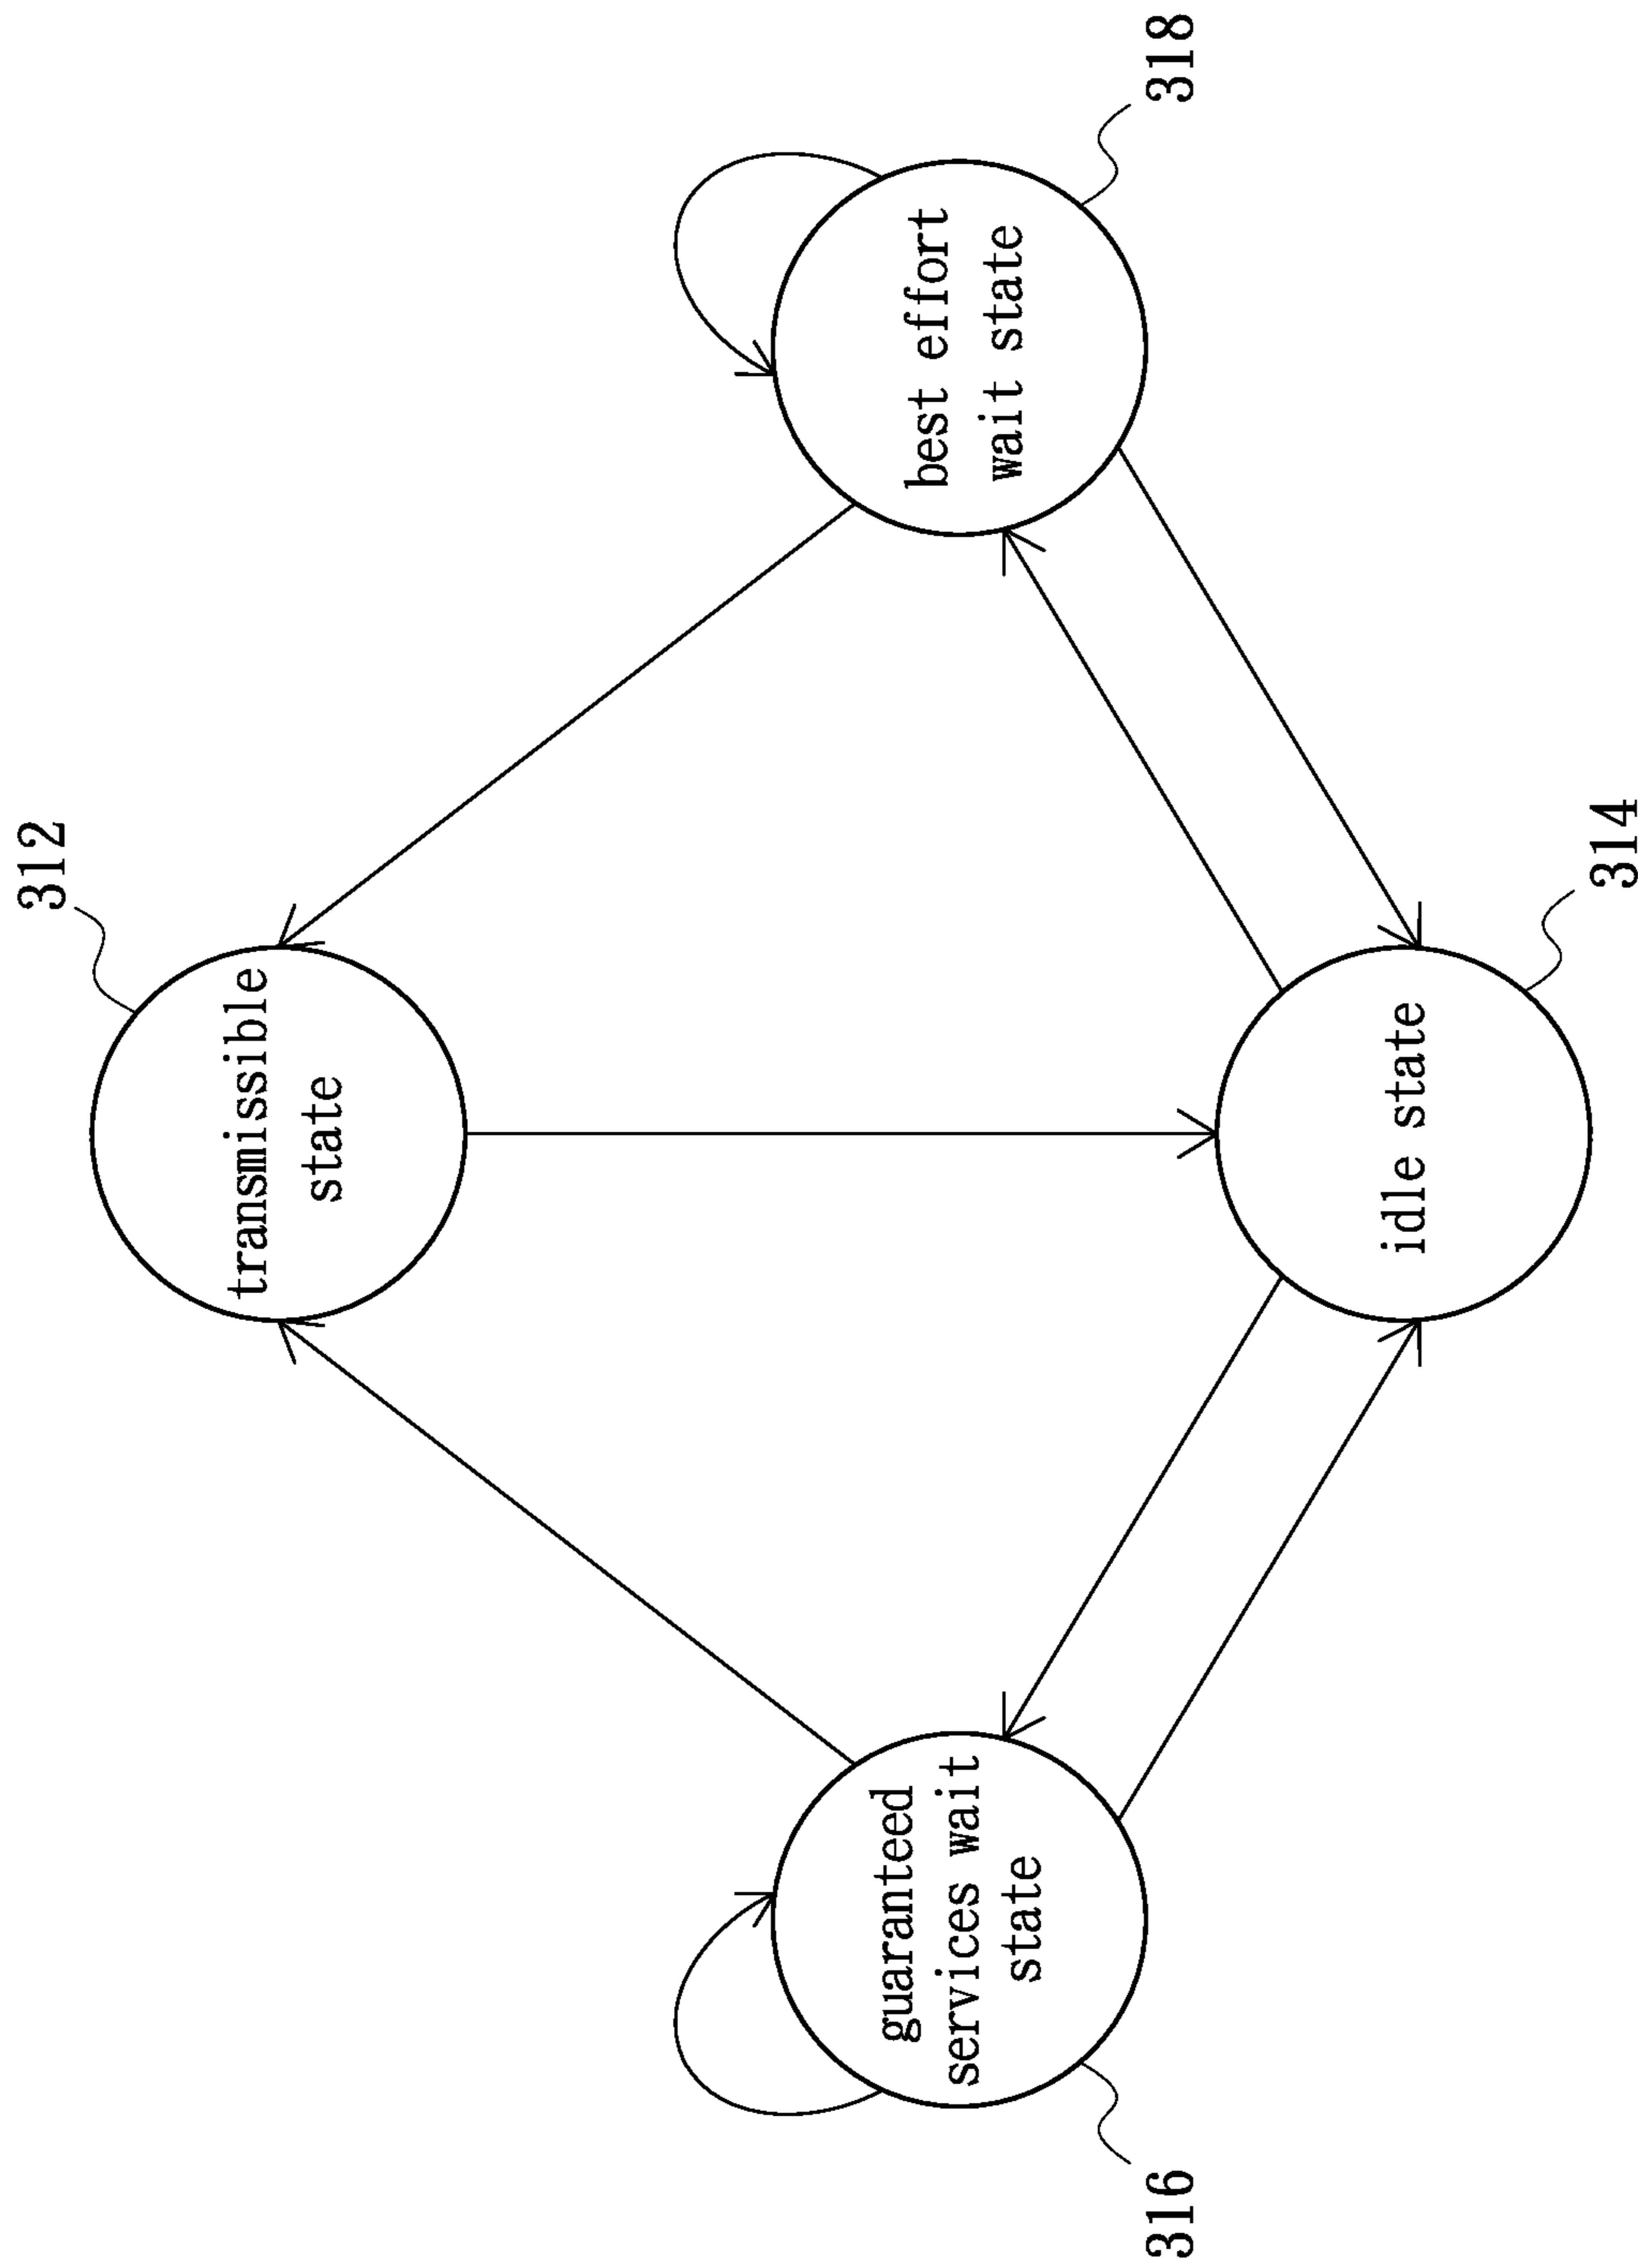 312
transmissible
state
316
guaranteed
services wait
state
best effort
wait state
318
idle state
314